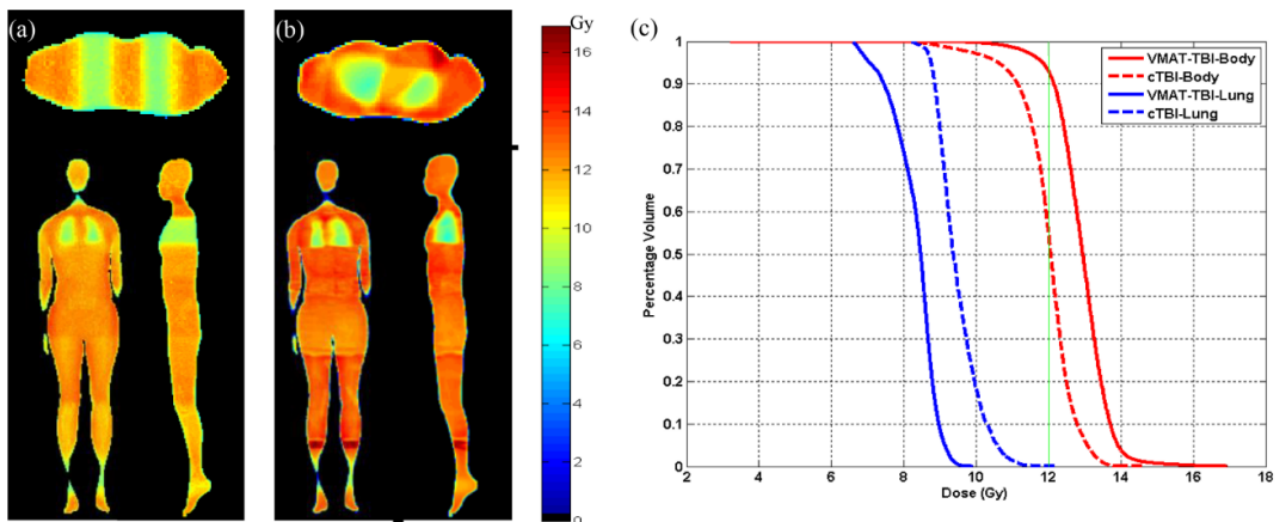 (a)
(b)
Gy
16
14
12
10
8
6
4
2
0
(c)
1
0.9
0.8
0.7
0.6
0.5
0.4
0.3
0.2
0.1
0
Percentage Volume
VMAT-TBI-Body
cTBI-Body
VMAT-TBI-Lung
cTBI-Lung
2 4 6 8 10 12 14 16 18
Dose (Gy)